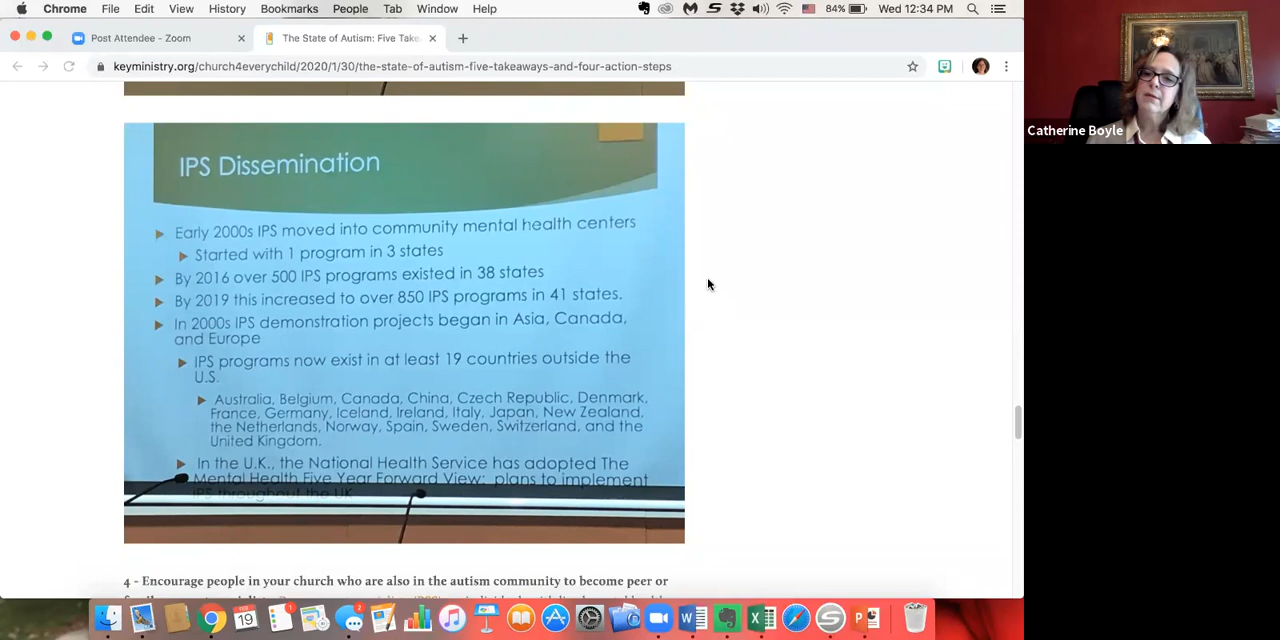 Chrome File Edit View History Bookmarks People Tab Window Help
84% Wed 12:34 PM
Post Attendee - Zoom
The State of Autism: Five Take
keyministry.org/church4everychild/2020/1/30/the-state-of-autism-five-takeaways-and-four-action-steps
Catherine Boyle
IPS Dissemination
Early 2000s IPS moved into community mental health centers
Started with 1 program in 3 states
By 2016 over 500 IPS programs existed in 38 states
By 2019 this increased to over 850 IPS programs in 41 states.
In 2000s IPS demonstration projects began in Asia, Canada,
and Europe
IPS programs now exist in at least 19 countries outside the
U.S.
Australia, Belgium, Canada, China, Czech Republic, Denmark,
France, Germany, Iceland, Ireland, Italy, Japan, New Zealand,
the Netherlands, Norway, Spain, Sweden, Switzerland, and the
United Kingdom.
In the U.K., the National Health Service has adopted The
Mental Health Five Year Forward View: plans to implement
IPS throughout the UK
4 - Encourage people in your church who are also in the autism community to become peer or
FEB
19
1
2